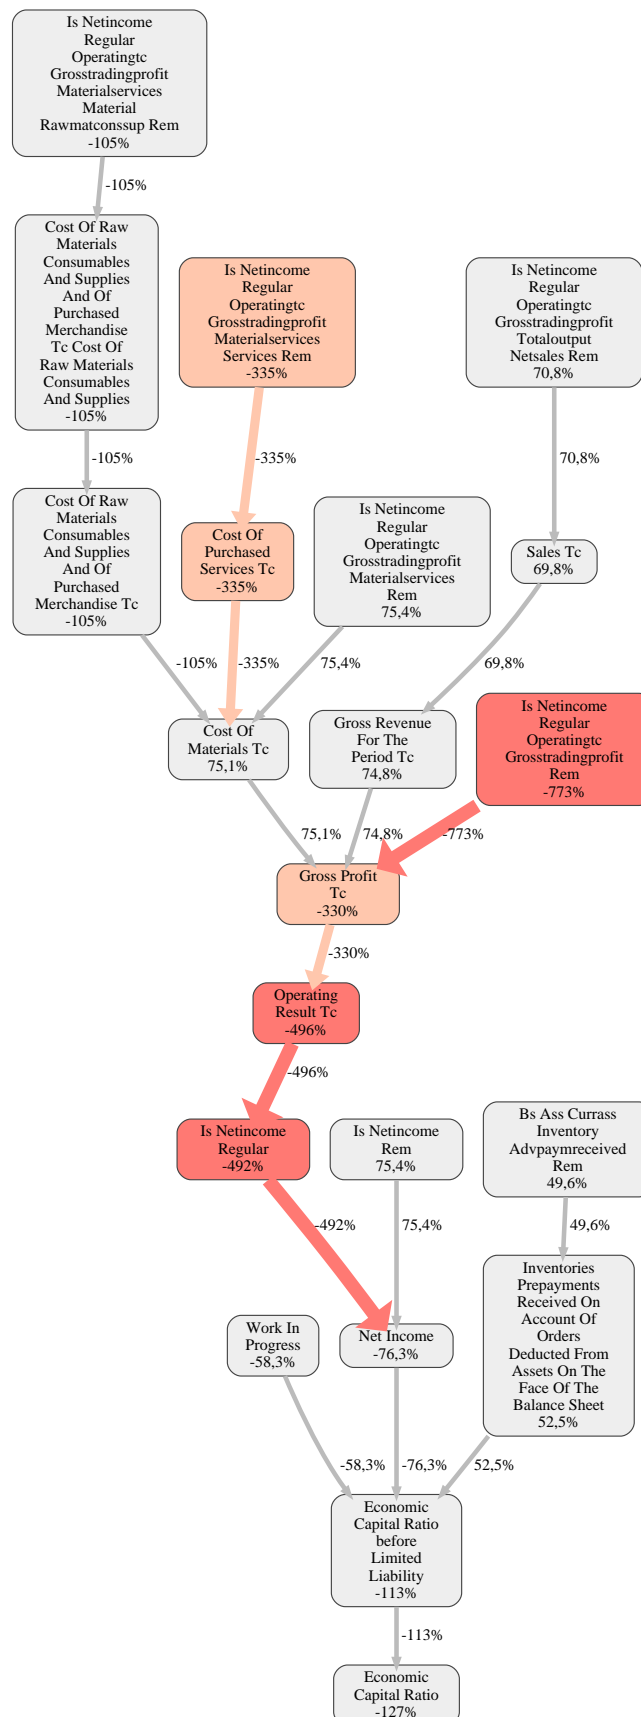 Is Netincome
Regular
Operatingtc
Grosstradingprofit
Materialservices
Material
Rawmatconssup Rem
-105%
-105%
Cost Of Raw
Materials
Consumables
And Supplies
And Of
Purchased
Merchandise
Tc Cost Of
Raw Materials
Consumables
And Supplies
-105%
Is Netincome
Regular
Operatingtc
Grosstradingprofit
Materialservices
Services Rem
-335%
Is Netincome
Regular
Operatingtc
Grosstradingprofit
Totaloutput
Netsales Rem
70,8%
-105%
-335%
70,8%
Cost Of Raw
Materials
Consumables
And Supplies
And Of
Purchased
Merchandise Tc
-105%
Cost Of
Purchased
Services Tc
-335%
Is Netincome
Regular
Operatingtc
Grosstradingprofit
Materialservices
Rem
75,4%
Sales Tc
69,8%
-105%
-335%
75,4%
69,8%
Cost Of
Materials Tc
75,1%
Gross Revenue
For The
Period Tc
74,8%
Is Netincome
Regular
Operatingtc
Grosstradingprofit
Rem
-773%
75,1%
74,8%
-773%
Gross Profit
Tc
-330%
-330%
Operating
Result Tc
-496%
-496%
Is Netincome
Regular
-492%
Is Netincome
Rem
75,4%
Bs Ass Currass
Inventory
Advpaymreceived
Rem
49,6%
-492%
75,4%
49,6%
Work In
Progress
-58,3%
Net Income
-76,3%
Inventories
Prepayments
Received On
Account Of
Orders
Deducted From
Assets On The
Face Of The
Balance Sheet
52,5%
-58,3%
-76,3%
52,5%
Economic
Capital Ratio
before
Limited
Liability
-113%
-113%
Economic
Capital Ratio
-127%